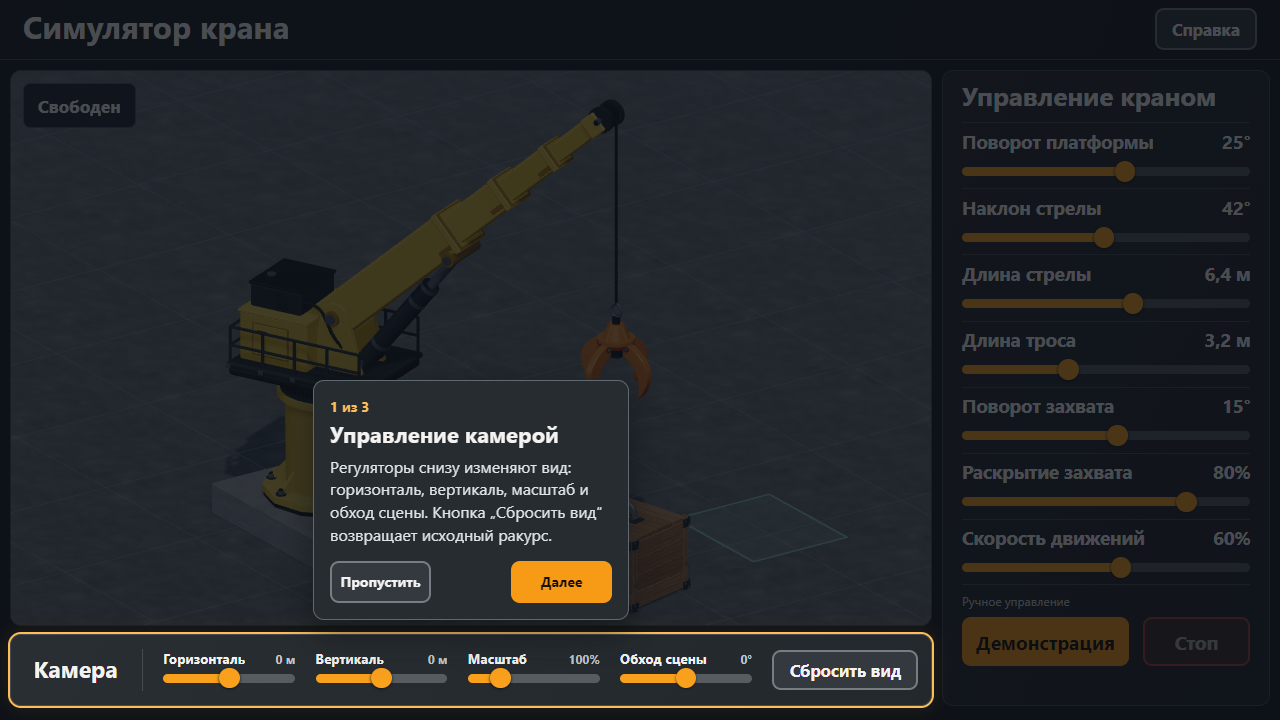 Симулятор крана
Справка
Свободен
Управление краном
Поворот платформы 25°
Наклон стрелы 42°
Длина стрелы 6,4 м
Длина троса 3,2 м
Поворот захвата 15°
Раскрытие захвата 80%
Скорость движений 60%
Ручное управление
Демонстрация Стоп
1 из 3
Управление камерой
Регуляторы снизу изменяют вид:
горизонталь, вертикаль, масштаб и
обход сцены. Кнопка „Сбросить вид“
возвращает исходный ракурс.
Пропустить Далее
Камера
Горизонталь 0 м
Вертикаль 0 м
Масштаб 100%
Обход сцены 0°
Сбросить вид